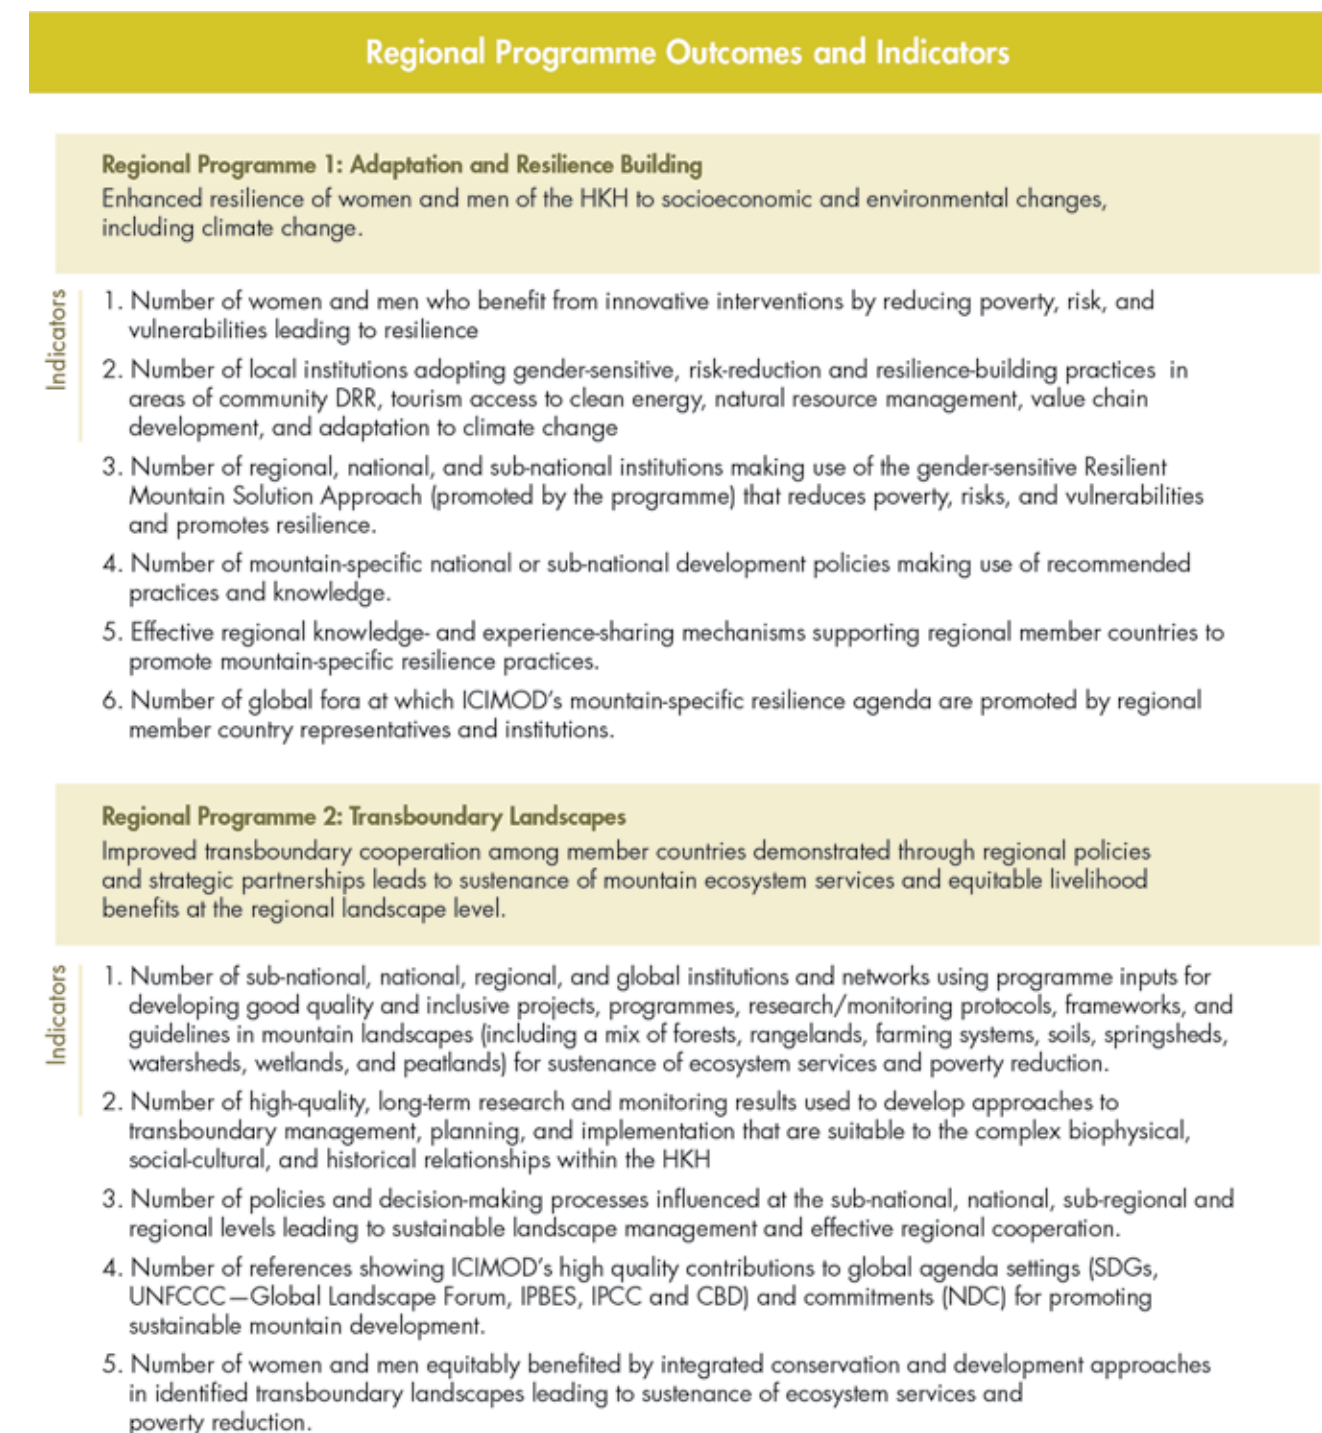 Regional Programme Outcomes and Indicators
Regional Programme 1: Adaptation and Resilience Building
Enhanced resilience of women and men of the HKH to socioeconomic and environmental changes,
including climate change.
Indicators
1. Number of women and men who benefit from innovative interventions by reducing poverty, risk, and
vulnerabilities leading to resilience
2. Number of local institutions adopting gender-sensitive, risk-reduction and resilience-building practices in
areas of community DRR, tourism access to clean energy, natural resource management, value chain
development, and adaptation to climate change
3. Number of regional, national, and sub-national institutions making use of the gender-sensitive Resilient
Mountain Solution Approach (promoted by the programme) that reduces poverty, risks, and vulnerabilities
and promotes resilience.
4. Number of mountain-specific national or sub-national development policies making use of recommended
practices and knowledge.
5. Effective regional knowledge- and experience-sharing mechanisms supporting regional member countries to
promote mountain-specific resilience practices.
6. Number of global fora at which ICIMOD's mountain-specific resilience agenda are promoted by regional
member country representatives and institutions.
Regional Programme 2: Transboundary Landscapes
Improved transboundary cooperation among member countries demonstrated through regional policies
and strategic partnerships leads to sustenance of mountain ecosystem services and equitable livelihood
benefits at the regional landscape level.
Indicators
1. Number of sub-national, national, regional, and global institutions and networks using programme inputs for
developing good quality and inclusive projects, programmes, research/monitoring protocols, frameworks, and
guidelines in mountain landscapes (including a mix of forests, rangelands, farming systems, soils, springsheds,
watersheds, wetlands, and peatlands) for sustenance of ecosystem services and poverty reduction.
2. Number of high-quality, long-term research and monitoring results used to develop approaches to
transboundary management, planning, and implementation that are suitable to the complex biophysical,
social-cultural, and historical relationships within the HKH
3. Number of policies and decision-making processes influenced at the sub-national, national, sub-regional and
regional levels leading to sustainable landscape management and effective regional cooperation.
4. Number of references showing ICIMOD's high quality contributions to global agenda settings (SDGs,
UNFCCC—Global Landscape Forum, IPBES, IPCC and CBD) and commitments (NDC) for promoting
sustainable mountain development.
5. Number of women and men equitably benefited by integrated conservation and development approaches
in identified transboundary landscapes leading to sustenance of ecosystem services and
poverty reduction.